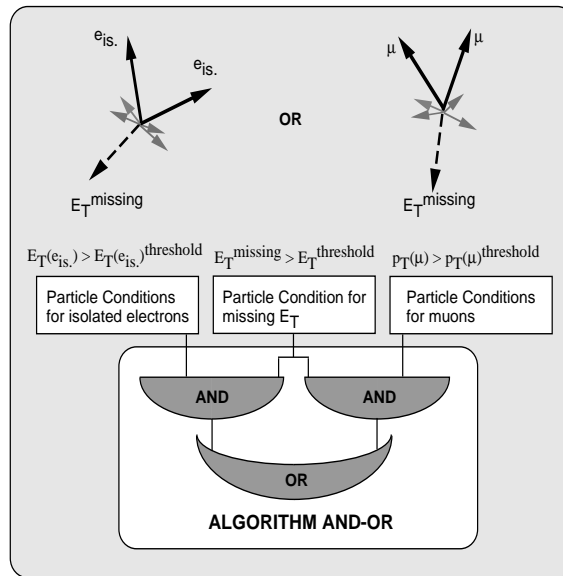 e is.
e is.
E T missing
OR
μ
μ
E T missing
E T (e is.) > E T (e is.) threshold
E T missing > E T threshold
p T (μ) > p T (μ) threshold
Particle Conditions
for isolated electrons
Particle Condition for
missing E T
Particle Conditions
for muons
AND
AND
OR
ALGORITHM AND-OR